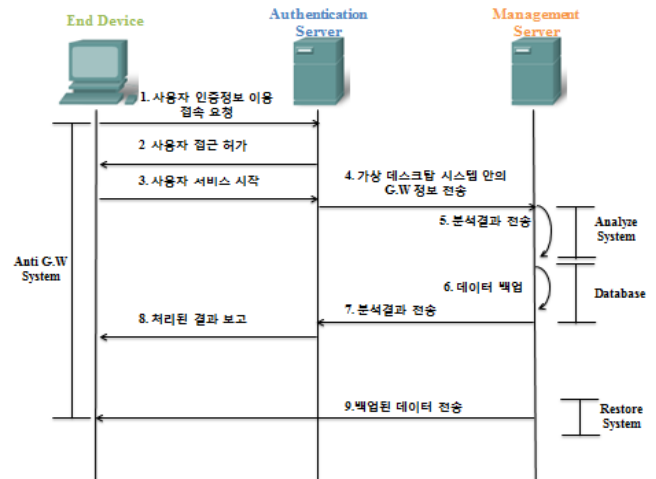 End Device
Authentication
Server
Management
Server
1. 사용자 인증정보 이용
접속 요청
2 사용자 접근 허가
3. 사용자 서비스 시작
4. 가상 데스크탑 시스템 안의
G.W 정보 전송
5. 분석결과 전송
Analyze
System
Anti G.W
System
6. 데이터 백업
Database
7. 분석결과 전송
8. 처리된 결과 보고
9.백업된 데이터 전송
Restore
System